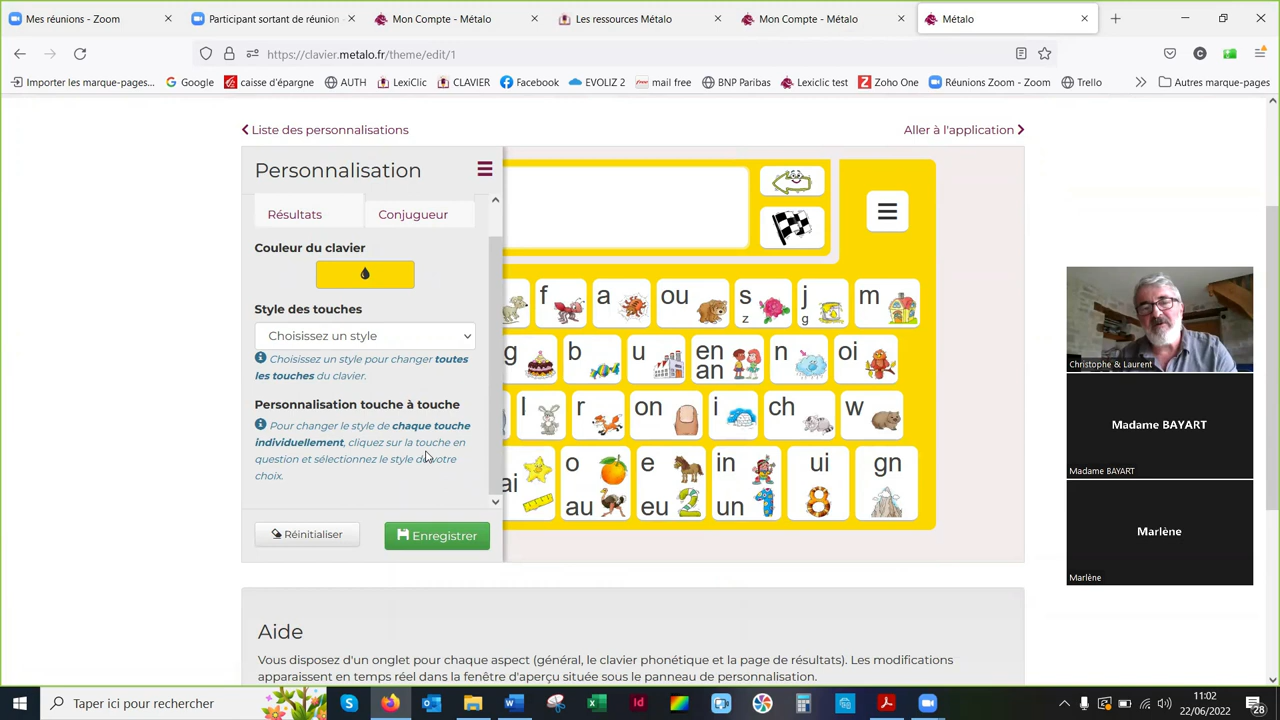 Mes réunions - Zoom
Participant sortant de réunion -
Mon Compte - Métalo
Les ressources Métalo
Mon Compte - Métalo
Métalo
https://clavier.metalo.fr/theme/edit/1
Importer les marque-pages...
Google
caisse d'épargne
AUTH
LexiClic
CLAVIER
Facebook
EVOLIZ 2
free
mail free
BNP Paribas
Lexiclic test
Zoho One
Réunions Zoom - Zoom
Trello
Autres marque-pages
Liste des personnalisations
Aller à l'application
Personnalisation
Résultats
Conjugueur
Couleur du clavier
Style des touches
Choisissez un style
Choisissez un style pour changer toutes
les touches du clavier.
Personnalisation touche à touche
Pour changer le style de chaque touche
individuellement, cliquez sur la touche en
question et sélectionnez le style de votre
choix.
Réinitialiser
Enregistrer
f a ou s z j g m
g b u en an n oi
l r on i ch w
ai o au e eu in un ui gn
2 1 8
Christophe & Laurent
Madame BAYART
Madame BAYART
Marlène
Marlène
Aide
Vous disposez d'un onglet pour chaque aspect (général, le clavier phonétique et la page de résultats). Les modifications
apparaissent en temps réel dans la fenêtre d'aperçu située sous le panneau de personnalisation.
Taper ici pour rechercher
11:02
22/06/2022
28